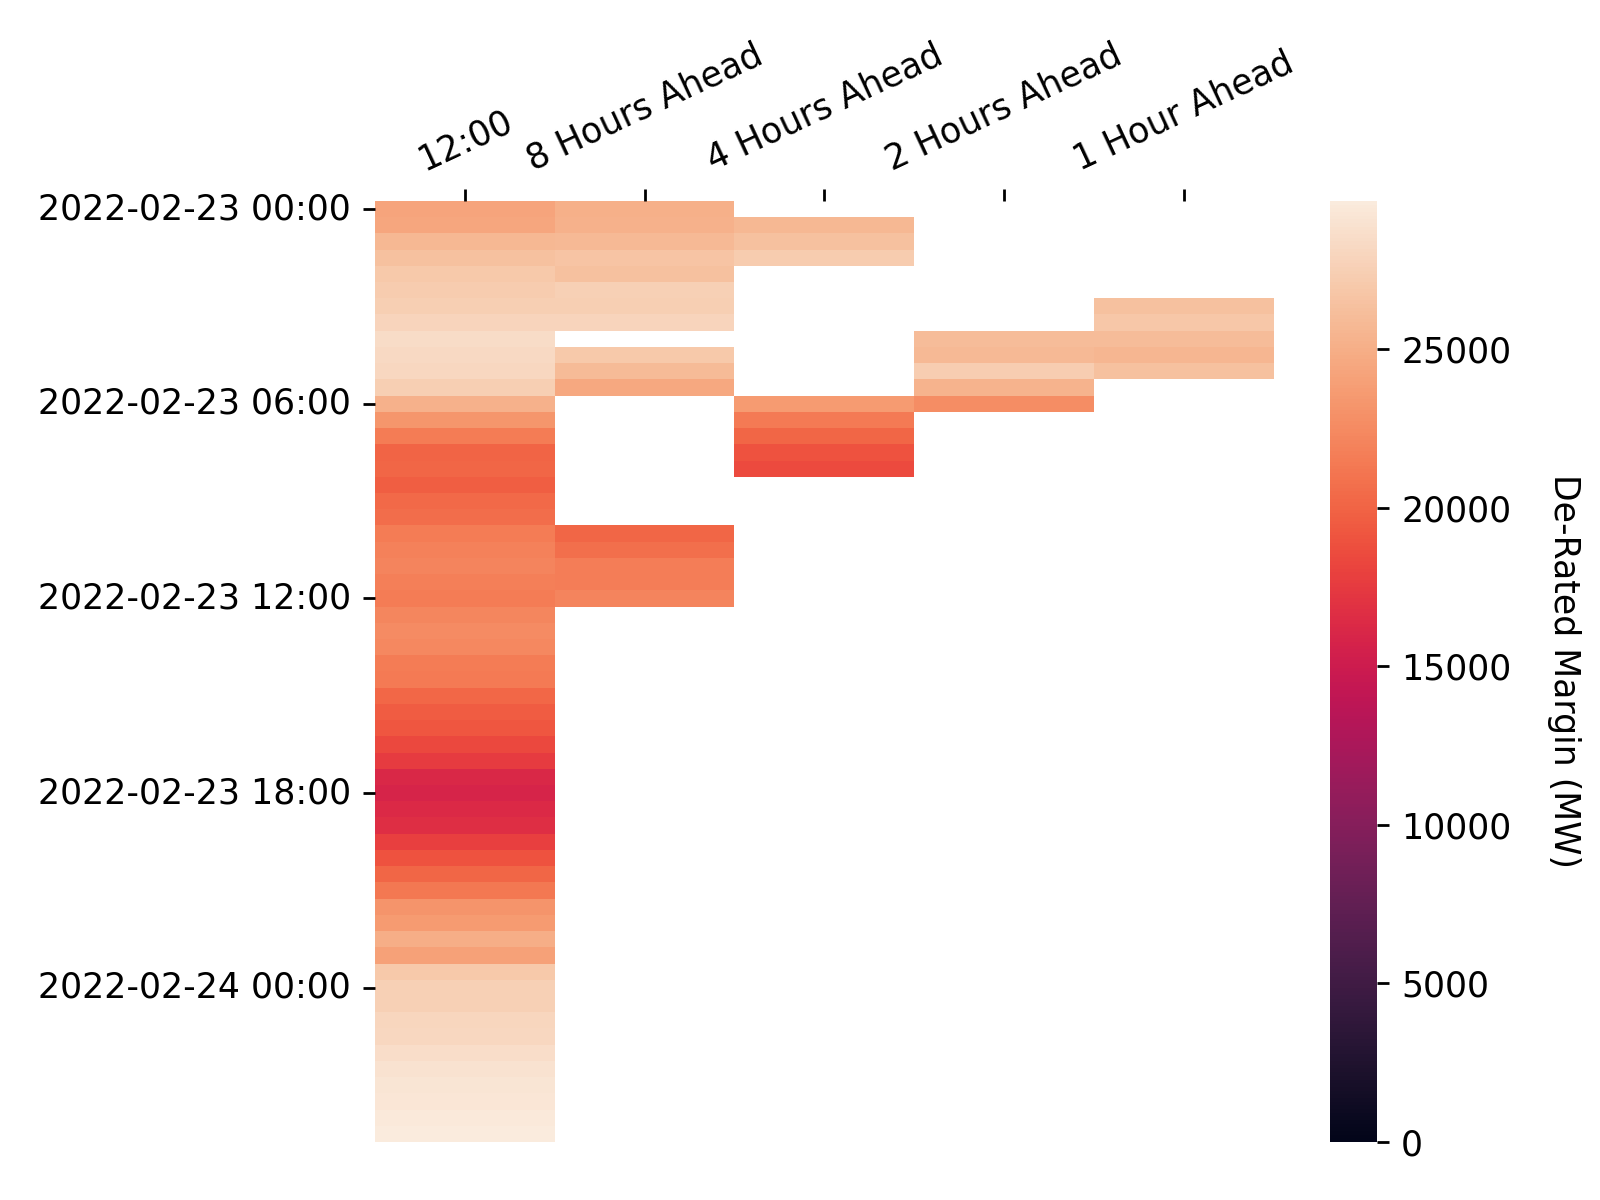 12:00
8 Hours Ahead
4 Hours Ahead
2 Hours Ahead
1 Hour Ahead
2022-02-23 00:00
2022-02-23 06:00
2022-02-23 12:00
2022-02-23 18:00
2022-02-24 00:00
25000
20000
15000
10000
5000
0
De-Rated Margin (MW)